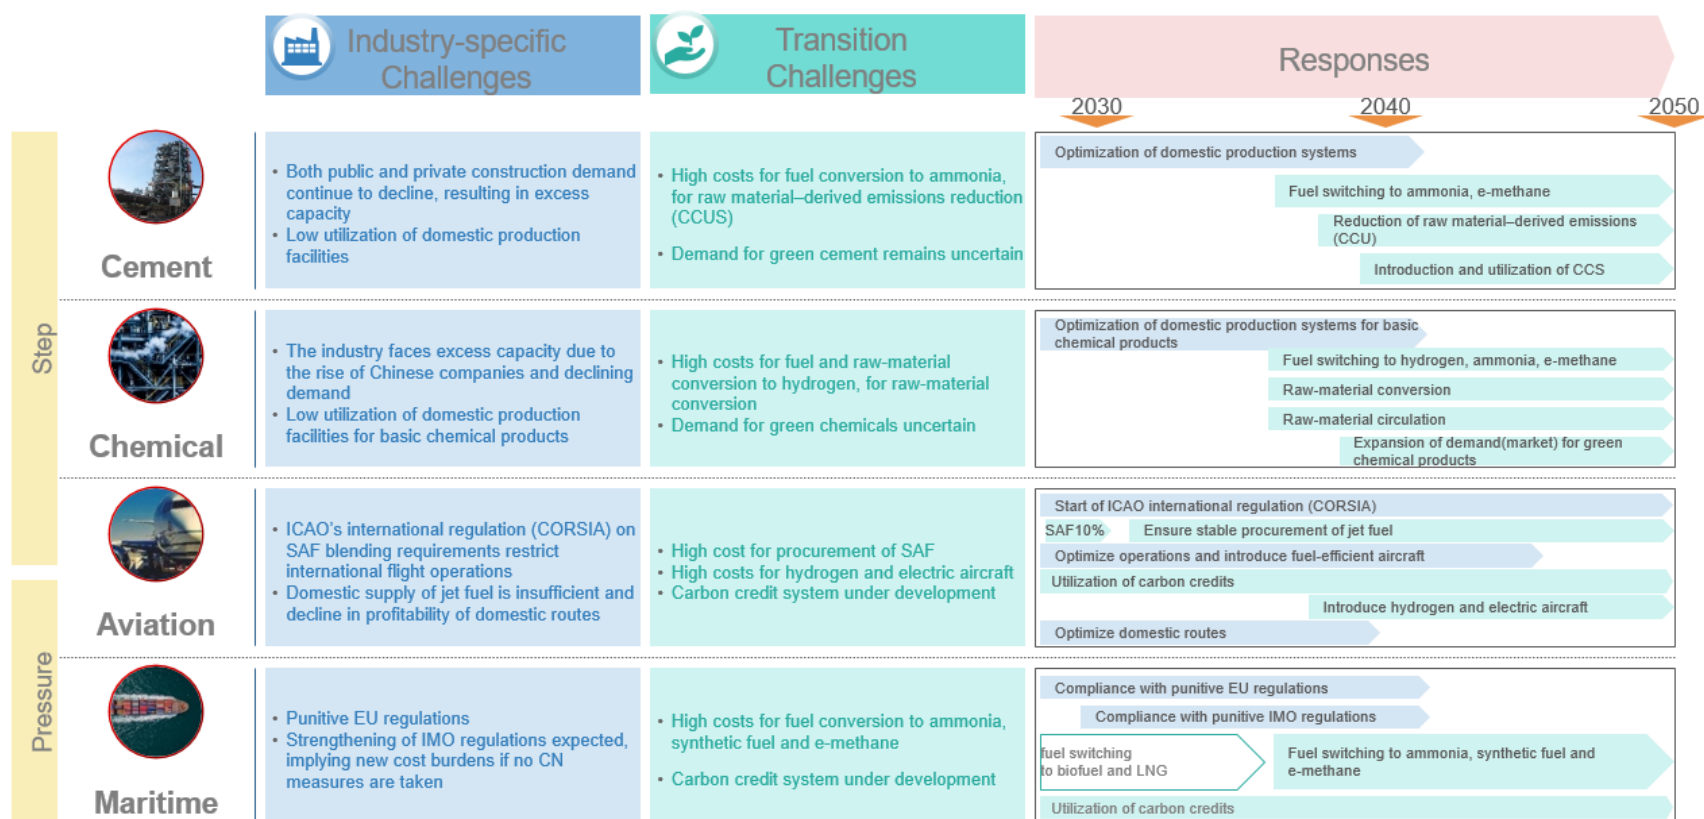 Industry-specific
Challenges
Transition
Challenges
Responses
2030
2040
2050
Step
Cement
• Both public and private construction demand
continue to decline, resulting in excess
capacity
• Low utilization of domestic production
facilities
• High costs for fuel conversion to ammonia,
for raw material–derived emissions reduction
(CCUS)
• Demand for green cement remains uncertain
Optimization of domestic production systems
Fuel switching to ammonia, e-methane
Reduction of raw material–derived emissions
(CCU)
Introduction and utilization of CCS
Chemical
• The industry faces excess capacity due to
the rise of Chinese companies and declining
demand
• Low utilization of domestic production
facilities for basic chemical products
• High costs for fuel and raw-material
conversion to hydrogen, for raw-material
conversion
• Demand for green chemicals uncertain
Optimization of domestic production systems for basic
chemical products
Fuel switching to hydrogen, ammonia, e-methane
Raw-material conversion
Raw-material circulation
Expansion of demand(market) for green
chemical products
Aviation
• ICAO's international regulation (CORSIA) on
SAF blending requirements restrict
international flight operations
• Domestic supply of jet fuel is insufficient and
decline in profitability of domestic routes
• High cost for procurement of SAF
• High costs for hydrogen and electric aircraft
• Carbon credit system under development
Start of ICAO international regulation (CORSIA)
SAF10%
Ensure stable procurement of jet fuel
Optimize operations and introduce fuel-efficient aircraft
Utilization of carbon credits
Introduce hydrogen and electric aircraft
Optimize domestic routes
Pressure
Maritime
• Punitive EU regulations
• Strengthening of IMO regulations expected,
implying new cost burdens if no CN
measures are taken
• High costs for fuel conversion to ammonia,
synthetic fuel and e-methane
• Carbon credit system under development
Compliance with punitive EU regulations
Compliance with punitive IMO regulations
fuel switching
to biofuel and LNG
Fuel switching to ammonia, synthetic fuel and
e-methane
Utilization of carbon credits